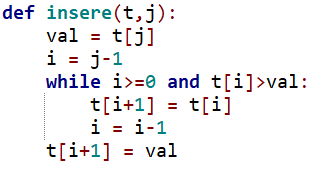 def insere(t,j):
    val = t[j]
    i = j-1
    while i>=0 and t[i]>val:
        t[i+1] = t[i]
        i = i-1
    t[i+1] = val